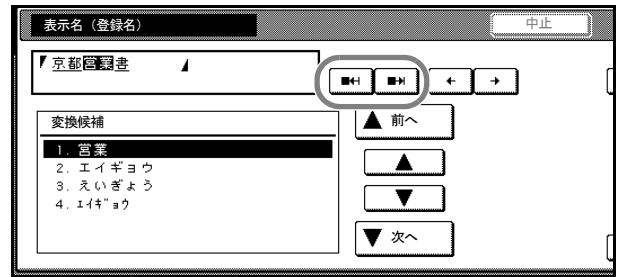 表示名（登録名）
中止
京都営業書
変換候補
1. 営業
2. エイギョウ
3. えいぎょう
4. ｴｲｷﾞｮｳ
前へ
次へ